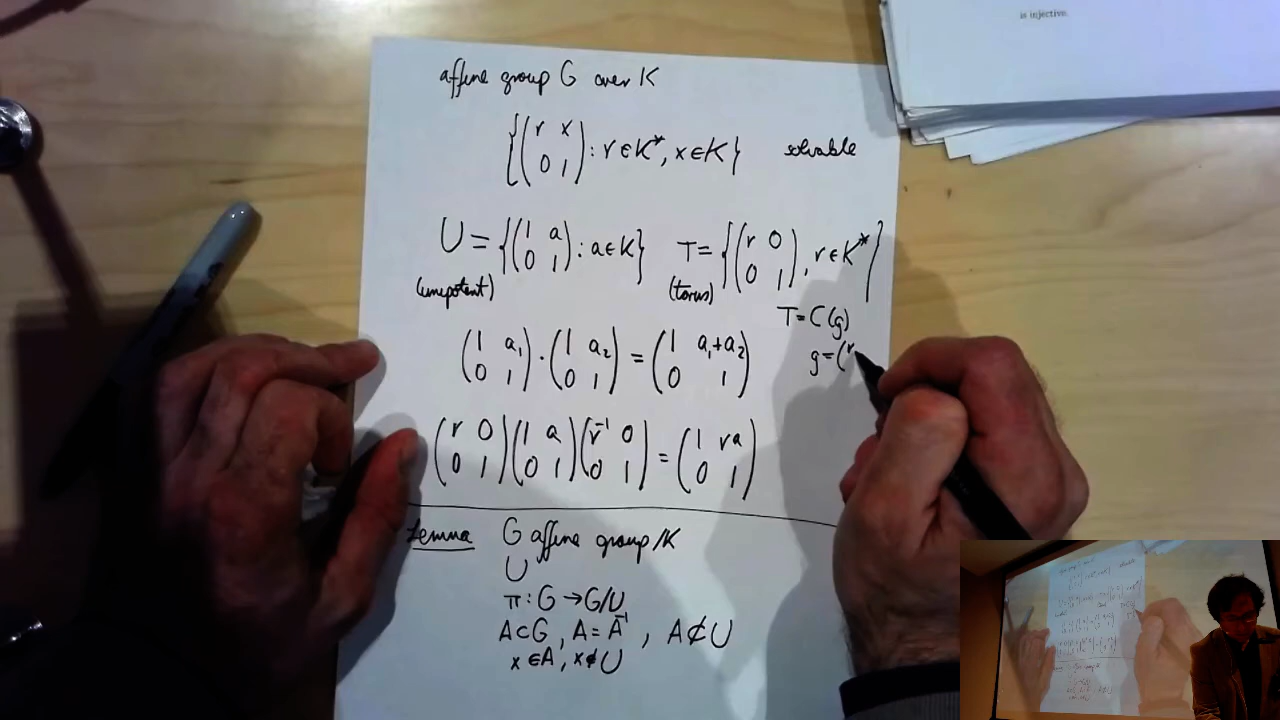 is injective.
affine group G over K
{(r x; 0 1) : r ∈ K*, x ∈ K} solvable
U = {(1 a; 0 1) : a ∈ K} T = {(r 0; 0 1), r ∈ K*}
(unipotent) (torus)
T = C(g)
g = (r
(1 a₁; 0 1) · (1 a₂; 0 1) = (1 a₁+a₂; 0 1)
(r 0; 0 1)(1 a; 0 1)(r⁻¹ 0; 0 1) = (1 ra; 0 1)
Lemma G affine group/K
U
π : G → G/U
A ⊂ G, A = A⁻¹, A ⊄ U
x ∈ A, x ∉ U